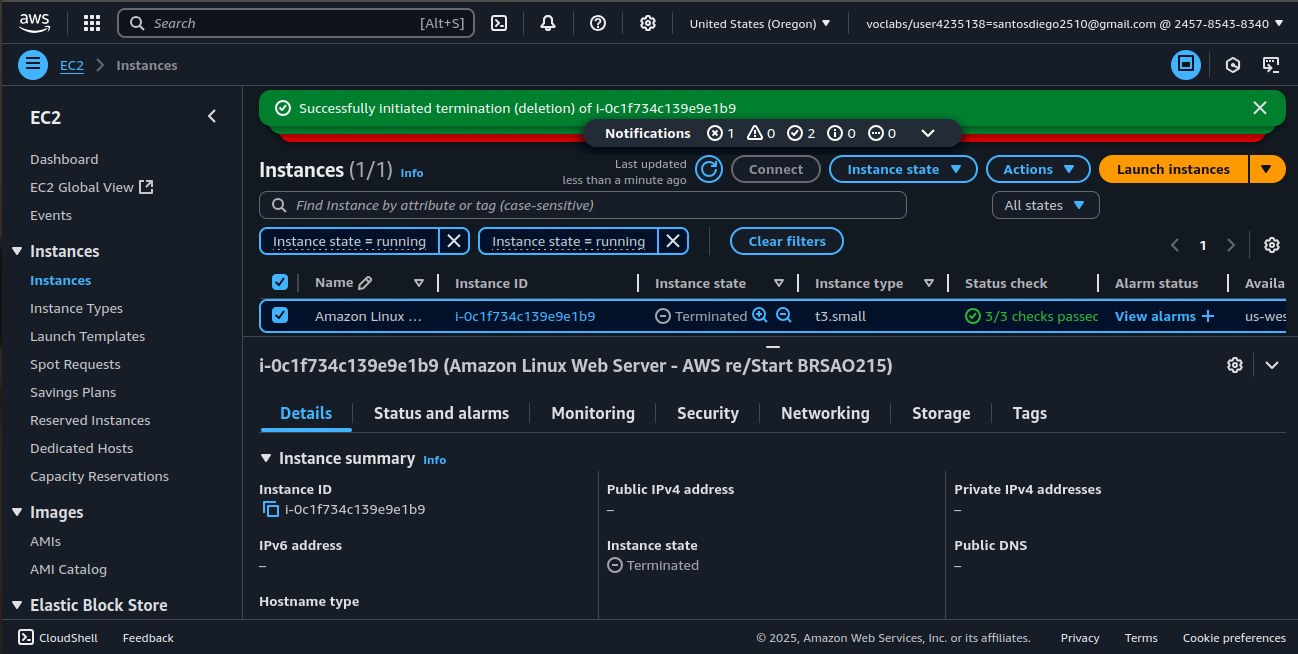 aws
Search
[Alt+S]
United States (Oregon)
voclabs/user4235138=santosdiego2510@gmail.com @ 2457-8543-8340
EC2
Instances
EC2
Dashboard
EC2 Global View
Events
Instances
Instances
Instance Types
Launch Templates
Spot Requests
Savings Plans
Reserved Instances
Dedicated Hosts
Capacity Reservations
Images
AMIs
AMI Catalog
Elastic Block Store
Successfully initiated termination (deletion) of i-0c1f734c139e9e1b9
Notifications 1 0 2 0 0
Instances (1/1) Info
Last updated
less than a minute ago
Connect
Instance state
Actions
Launch instances
Find Instance by attribute or tag (case-sensitive)
All states
Instance state = running
Instance state = running
Clear filters
1
Name Instance ID Instance state Instance type Status check Alarm status Availa
Amazon Linux ... i-0c1f734c139e9e1b9 Terminated t3.small 3/3 checks passec View alarms + us-wes
i-0c1f734c139e9e1b9 (Amazon Linux Web Server - AWS re/Start BRSAO215)
Details Status and alarms Monitoring Security Networking Storage Tags
Instance summary Info
Instance ID
i-0c1f734c139e9e1b9
Public IPv4 address
–
Private IPv4 addresses
–
IPv6 address
–
Instance state
Terminated
Public DNS
–
Hostname type
CloudShell
Feedback
© 2025, Amazon Web Services, Inc. or its affiliates.
Privacy
Terms
Cookie preferences